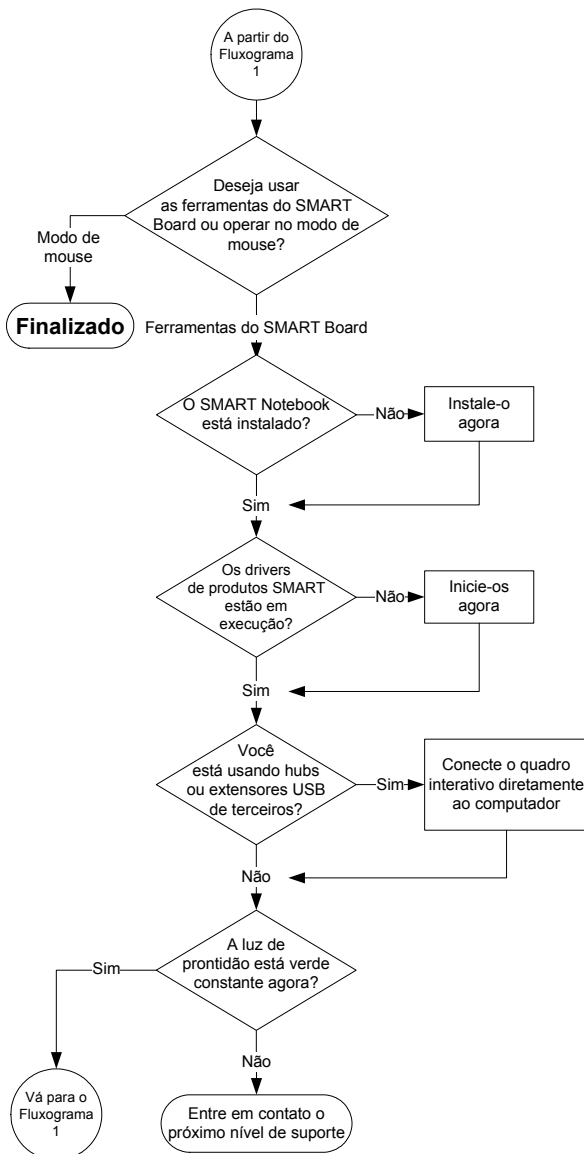 A partir do
Fluxograma
1
Deseja usar
as ferramentas do SMART
Board ou operar no modo de
mouse?
Modo de
mouse
Finalizado
Ferramentas do SMART Board
O SMART Notebook
está instalado?
Não
Instale-o
agora
Sim
Os drivers
de produtos SMART
estão em
execução?
Não
Inicie-os
agora
Sim
Você
está usando hubs
ou extensores USB
de terceiros?
Sim
Conecte o quadro
interativo diretamente
ao computador
Não
A luz de
prontidão está verde
constante agora?
Sim
Não
Vá para o
Fluxograma
1
Entre em contato o
próximo nível de suporte